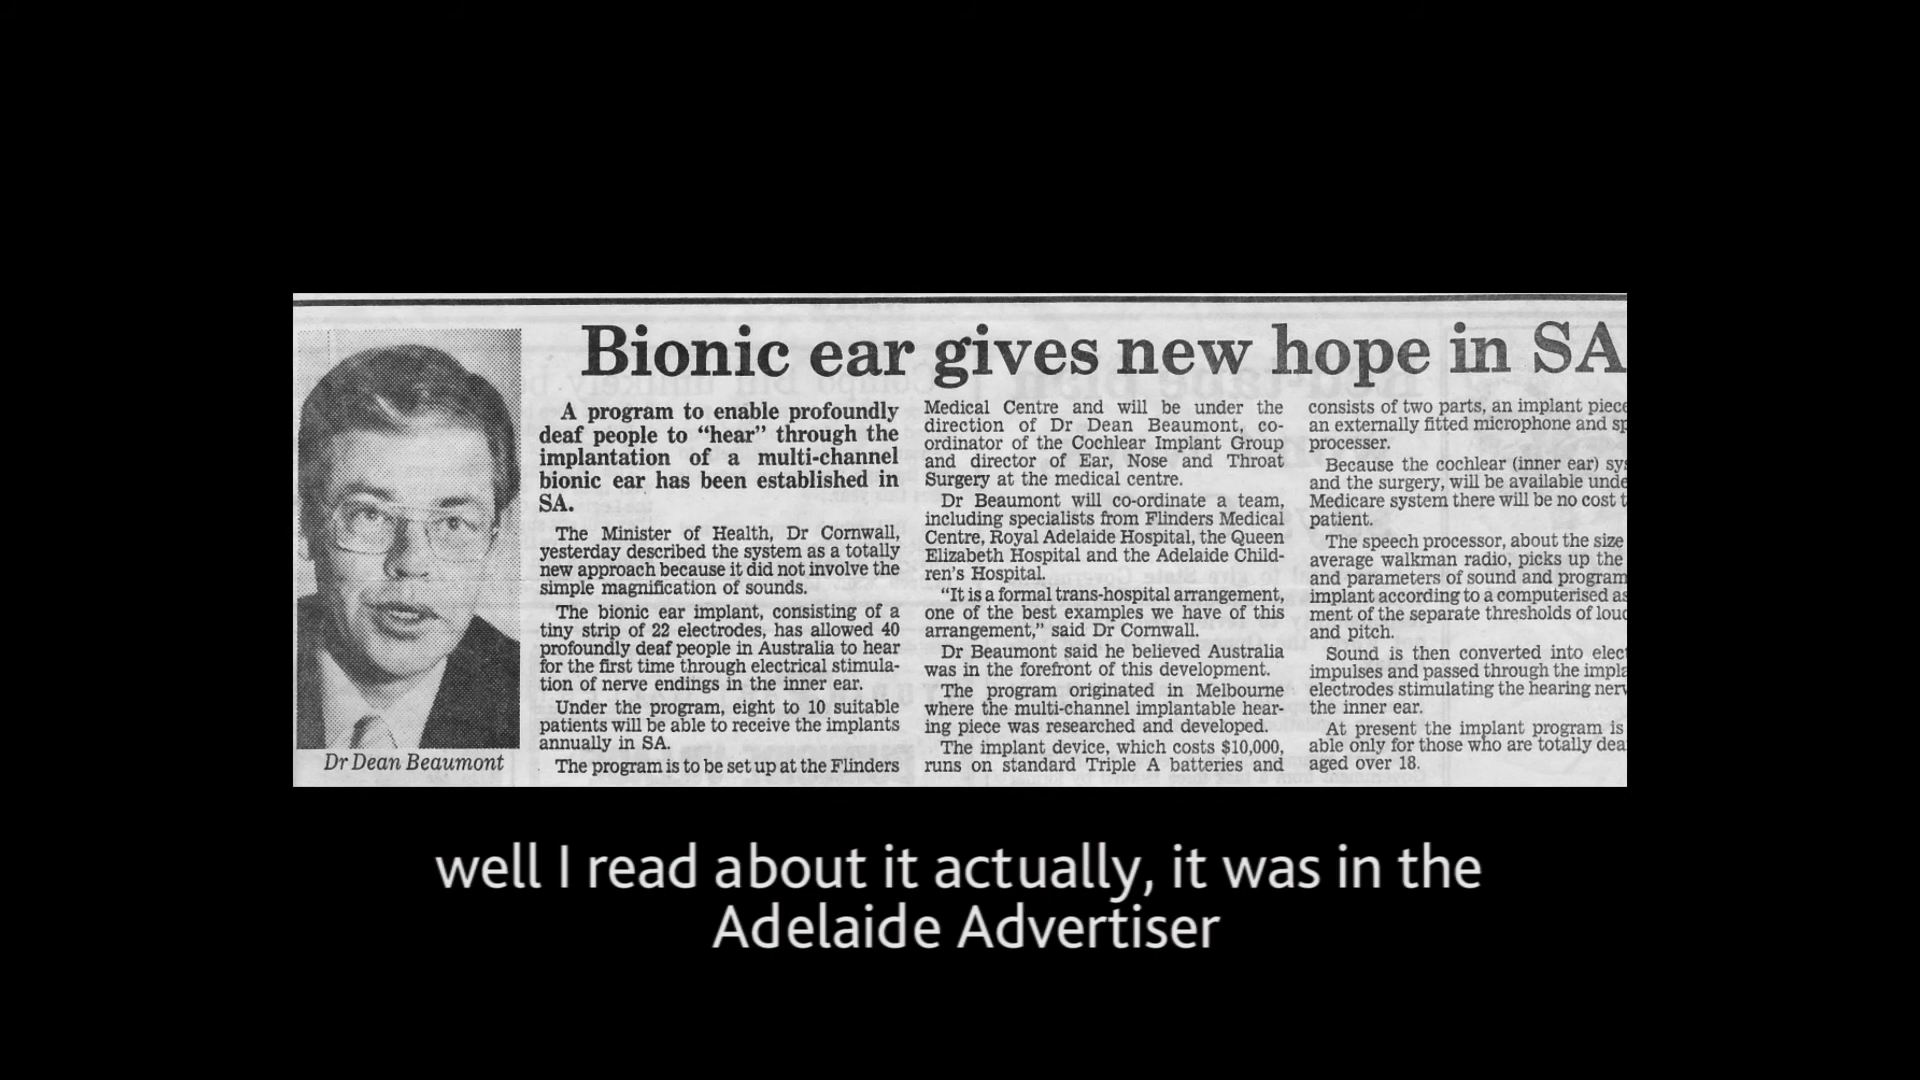 Bionic ear gives new hope in SA
A program to enable profoundly
deaf people to “hear” through the
implantation of a multi-channel
bionic ear has been established in
SA.
The Minister of Health, Dr Cornwall,
yesterday described the system as a totally
new approach because it did not involve the
simple magnification of sounds.
The bionic ear implant, consisting of a
tiny strip of 22 electrodes, has allowed 40
profoundly deaf people in Australia to hear
for the first time through electrical stimula-
tion of nerve endings in the inner ear.
Under the program, eight to 10 suitable
patients will be able to receive the implants
annually in SA.
The program is to be set up at the Flinders
Medical Centre and will be under the
direction of Dr Dean Beaumont, co-
ordinator of the Cochlear Implant Group
and director of Ear, Nose and Throat
Surgery at the medical centre.
Dr Beaumont will co-ordinate a team,
including specialists from Flinders Medical
Centre, Royal Adelaide Hospital, the Queen
Elizabeth Hospital and the Adelaide Child-
ren's Hospital.
“It is a formal trans-hospital arrangement,
one of the best examples we have of this
arrangement,” said Dr Cornwall.
Dr Beaumont said he believed Australia
was in the forefront of this development.
The program originated in Melbourne
where the multi-channel implantable hear-
ing piece was researched and developed.
The implant device, which costs $10,000,
runs on standard Triple A batteries and
consists of two parts, an implant piece
an externally fitted microphone and sp
processer.
Because the cochlear (inner ear) sys
and the surgery, will be available unde
Medicare system there will be no cost t
patient.
The speech processor, about the size
average walkman radio, picks up the
and parameters of sound and program
implant according to a computerised as
ment of the separate thresholds of loud
and pitch.
Sound is then converted into elec
impulses and passed through the impla
electrodes stimulating the hearing nerv
the inner ear.
At present the implant program is
able only for those who are totally dea
aged over 18.
Dr Dean Beaumont
well I read about it actually, it was in the
Adelaide Advertiser